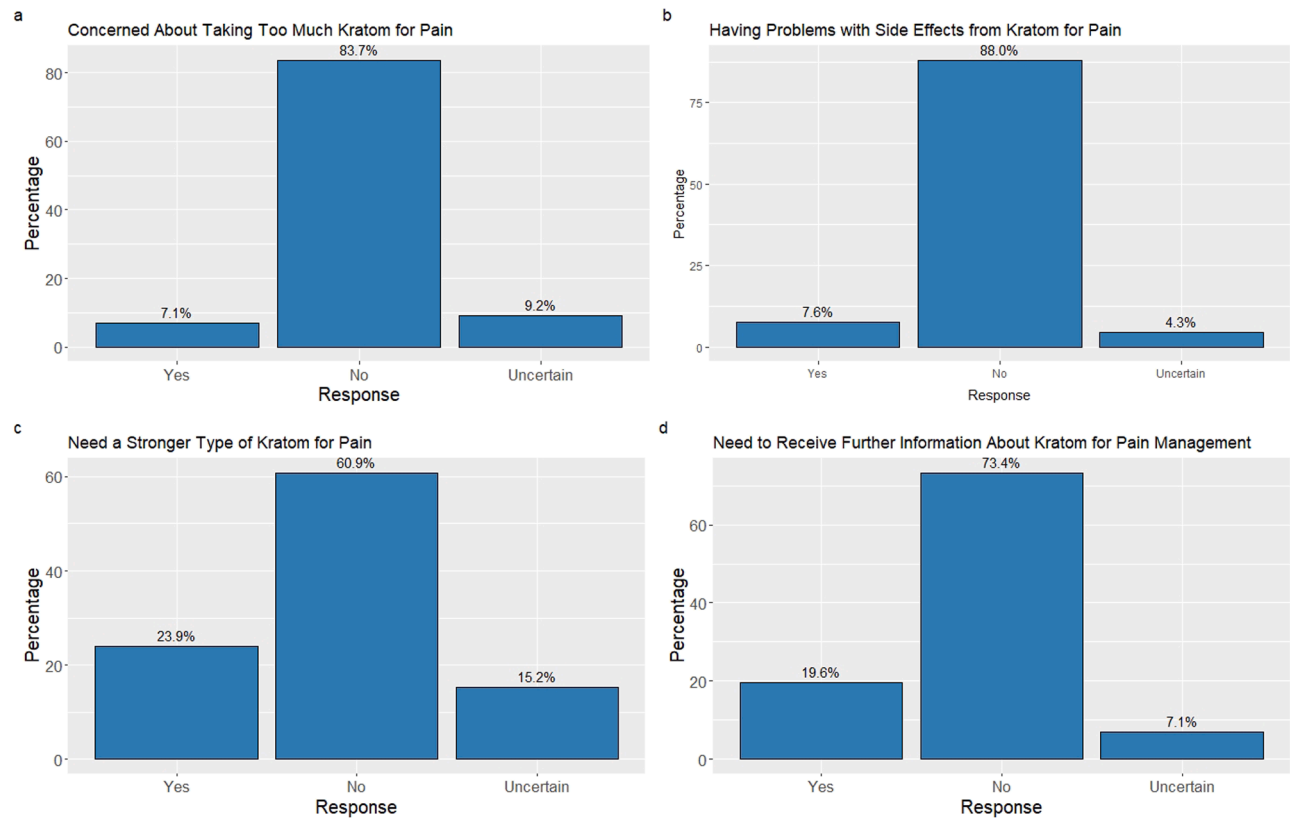 a
Concerned About Taking Too Much Kratom for Pain
83.7%
80
60
40
20
0
7.1%
9.2%
Percentage
Yes
No
Uncertain
Response
b
Having Problems with Side Effects from Kratom for Pain
88.0%
75
50
25
0
7.6%
4.3%
Percentage
Yes
No
Uncertain
Response
c
Need a Stronger Type of Kratom for Pain
60.9%
60
40
20
0
23.9%
15.2%
Percentage
Yes
No
Uncertain
Response
d
Need to Receive Further Information About Kratom for Pain Management
73.4%
60
40
20
0
19.6%
7.1%
Percentage
Yes
No
Uncertain
Response